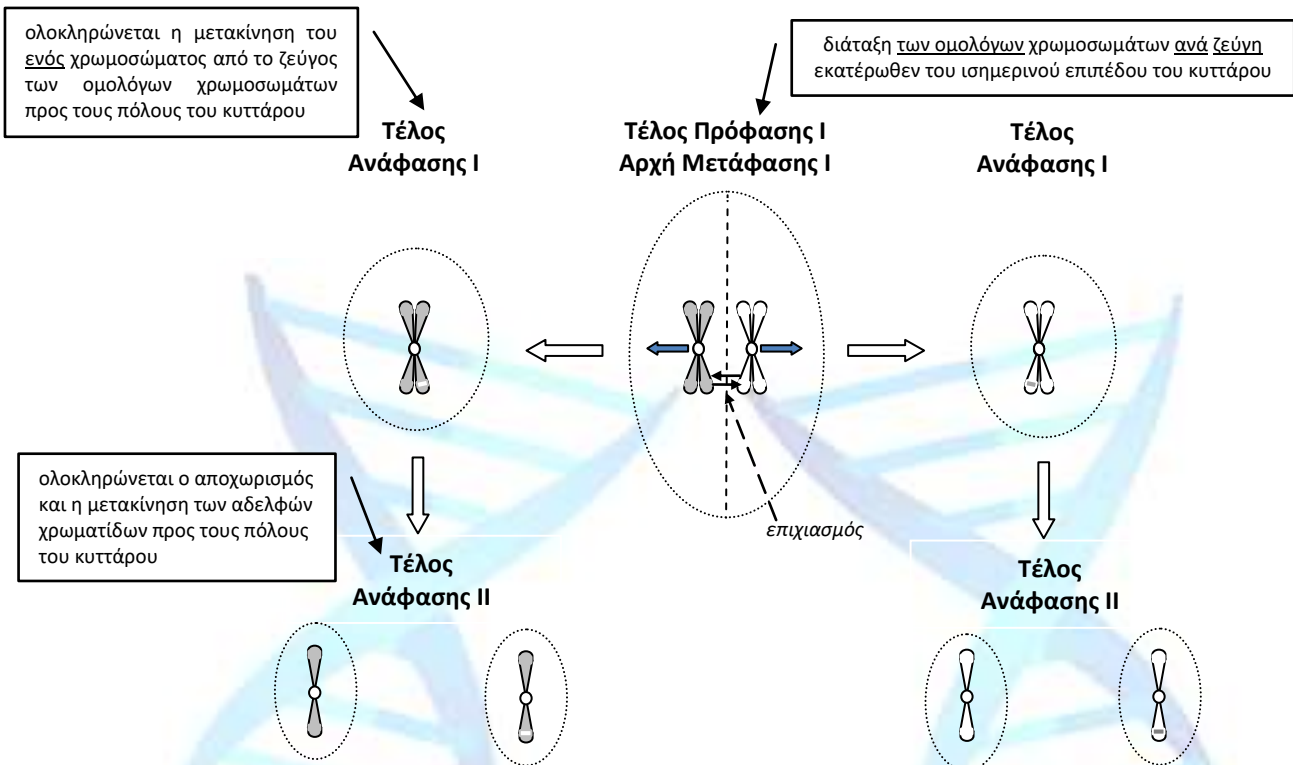 ολοκληρώνεται η μετακίνηση του
ενός χρωμοσώματος από το ζεύγος
των ομολόγων χρωμοσωμάτων
προς τους πόλους του κυττάρου
διάταξη των ομολόγων χρωμοσωμάτων ανά ζεύγη
εκατέρωθεν του ισημερινού επιπέδου του κυττάρου
Τέλος
Ανάφασης Ι
Τέλος Πρόφασης Ι
Αρχή Μετάφασης Ι
Τέλος
Ανάφασης Ι
ολοκληρώνεται ο αποχωρισμός
και η μετακίνηση των αδελφών
χρωματίδων προς τους πόλους
του κυττάρου
επιχιασμός
Τέλος
Ανάφασης ΙΙ
Τέλος
Ανάφασης ΙΙ